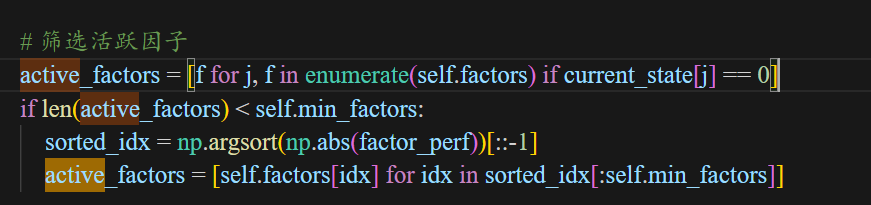 # 筛选活跃因子
active_factors = [f for j, f in enumerate(self.factors) if current_state[j] == 0]
if len(active_factors) < self.min_factors:
    sorted_idx = np.argsort(np.abs(factor_perf))[::-1]
    active_factors = [self.factors[idx] for idx in sorted_idx[:self.min_factors]]